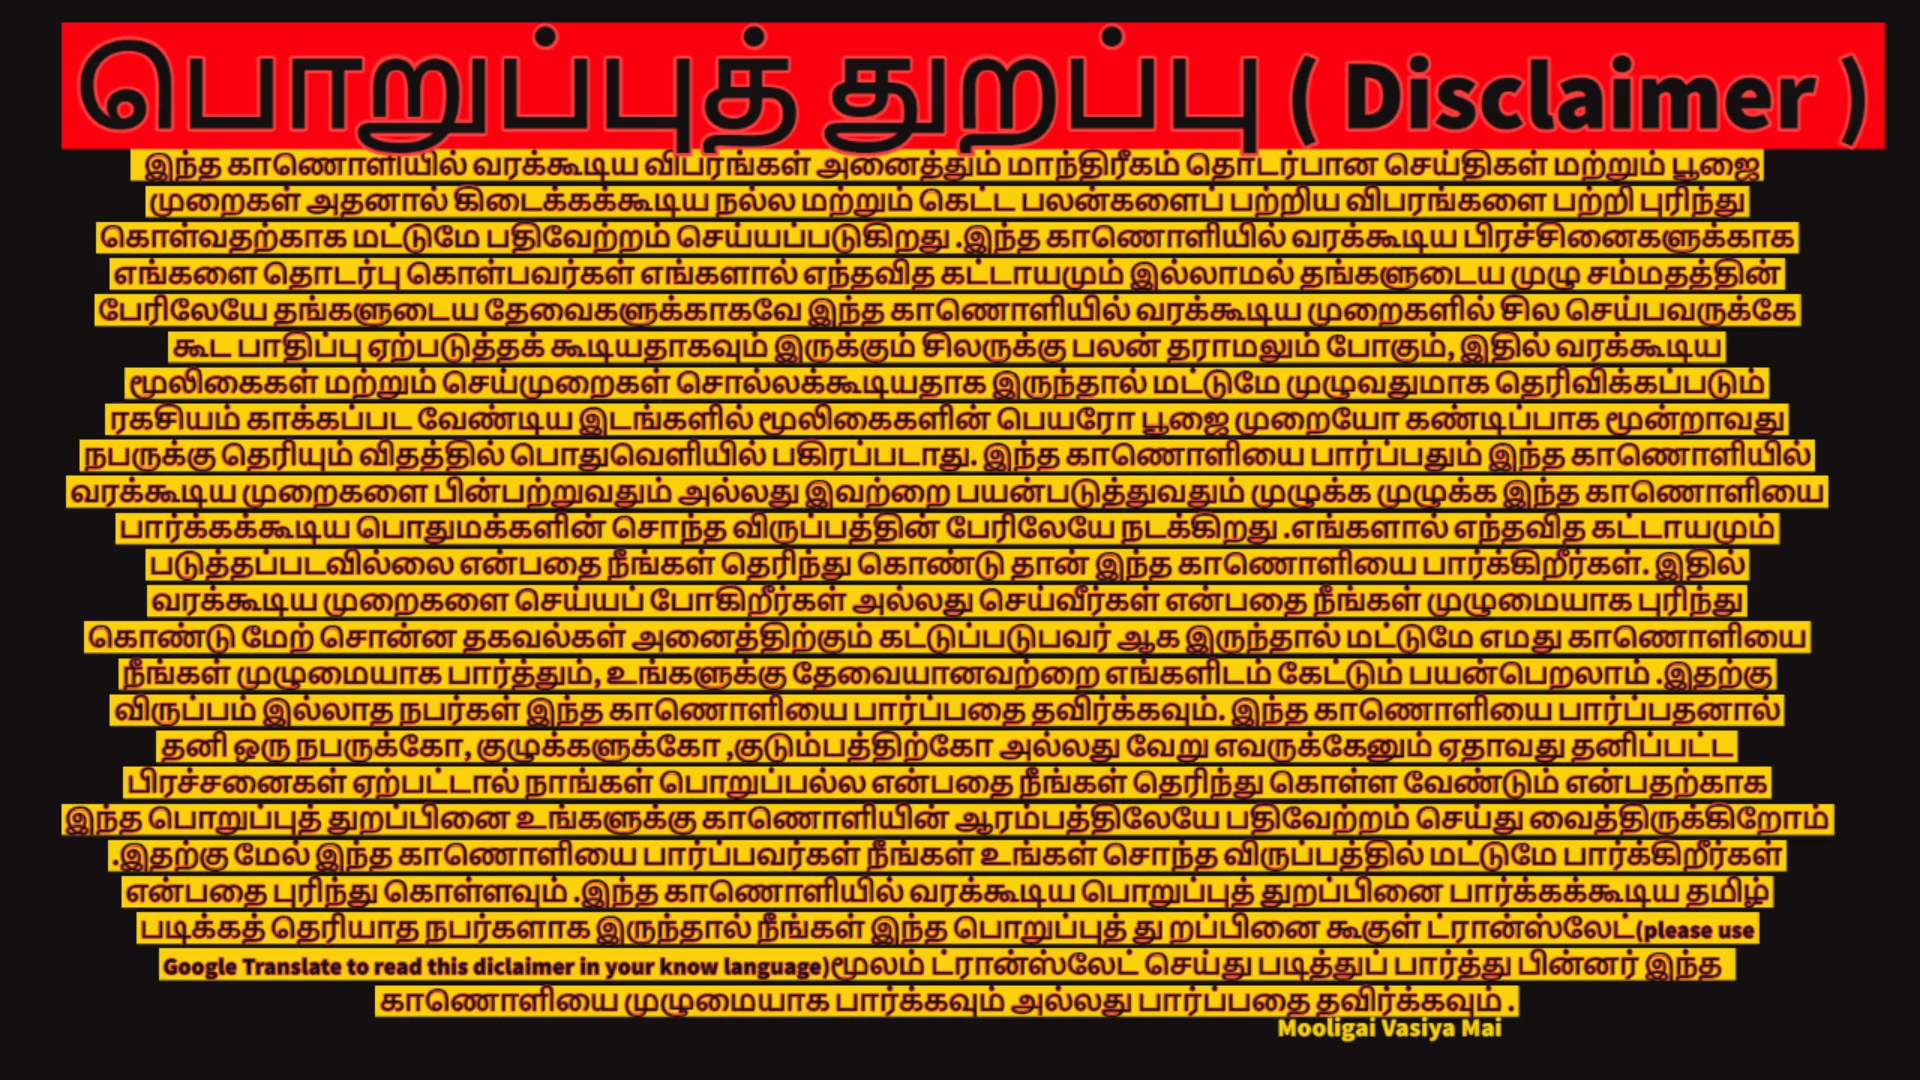 பொறுப்புத் துறப்பு ( Disclaimer )
இந்த காணொளியில் வரக்கூடிய விபரங்கள் அனைத்தும் மாந்திரீகம் தொடர்பான செய்திகள் மற்றும் பூஜை
முறைகள் அதனால் கிடைக்கக்கூடிய நல்ல மற்றும் கெட்ட பலன்களைப் பற்றிய விபரங்களை பற்றி புரிந்து
கொள்வதற்காக மட்டுமே பதிவேற்றம் செய்யப்படுகிறது .இந்த காணொளியில் வரக்கூடிய பிரச்சினைகளுக்காக
எங்களை தொடர்பு கொள்பவர்கள் எங்களால் எந்தவித கட்டாயமும் இல்லாமல் தங்களுடைய முழு சம்மதத்தின்
பேரிலேயே தங்களுடைய தேவைகளுக்காகவே இந்த காணொளியில் வரக்கூடிய முறைகளில் சில செய்பவருக்கே
கூட பாதிப்பு ஏற்படுத்தக் கூடியதாகவும் இருக்கும் சிலருக்கு பலன் தராமலும் போகும், இதில் வரக்கூடிய
மூலிகைகள் மற்றும் செய்முறைகள் சொல்லக்கூடியதாக இருந்தால் மட்டுமே முழுவதுமாக தெரிவிக்கப்படும்
ரகசியம் காக்கப்பட வேண்டிய இடங்களில் மூலிகைகளின் பெயரோ பூஜை முறையோ கண்டிப்பாக மூன்றாவது
நபருக்கு தெரியும் விதத்தில் பொதுவெளியில் பகிரப்படாது. இந்த காணொளியை பார்ப்பதும் இந்த காணொளியில்
வரக்கூடிய முறைகளை பின்பற்றுவதும் அல்லது இவற்றை பயன்படுத்துவதும் முழுக்க முழுக்க இந்த காணொளியை
பார்க்கக்கூடிய பொதுமக்களின் சொந்த விருப்பத்தின் பேரிலேயே நடக்கிறது .எங்களால் எந்தவித கட்டாயமும்
படுத்தப்படவில்லை என்பதை நீங்கள் தெரிந்து கொண்டு தான் இந்த காணொளியை பார்க்கிறீர்கள். இதில்
வரக்கூடிய முறைகளை செய்யப் போகிறீர்கள் அல்லது செய்வீர்கள் என்பதை நீங்கள் முழுமையாக புரிந்து
கொண்டு மேற் சொன்ன தகவல்கள் அனைத்திற்கும் கட்டுப்படுபவர் ஆக இருந்தால் மட்டுமே எமது காணொளியை
நீங்கள் முழுமையாக பார்த்தும், உங்களுக்கு தேவையானவற்றை எங்களிடம் கேட்டும் பயன்பெறலாம் .இதற்கு
விருப்பம் இல்லாத நபர்கள் இந்த காணொளியை பார்ப்பதை தவிர்க்கவும். இந்த காணொளியை பார்ப்பதனால்
தனி ஒரு நபருக்கோ, குழுக்களுக்கோ ,குடும்பத்திற்கோ அல்லது வேறு எவருக்கேனும் ஏதாவது தனிப்பட்ட
பிரச்சனைகள் ஏற்பட்டால் நாங்கள் பொறுப்பல்ல என்பதை நீங்கள் தெரிந்து கொள்ள வேண்டும் என்பதற்காக
இந்த பொறுப்புத் துறப்பினை உங்களுக்கு காணொளியின் ஆரம்பத்திலேயே பதிவேற்றம் செய்து வைத்திருக்கிறோம்
.இதற்கு மேல் இந்த காணொளியை பார்ப்பவர்கள் நீங்கள் உங்கள் சொந்த விருப்பத்தில் மட்டுமே பார்க்கிறீர்கள்
என்பதை புரிந்து கொள்ளவும் .இந்த காணொளியில் வரக்கூடிய பொறுப்புத் துறப்பினை பார்க்கக்கூடிய தமிழ்
படிக்கத் தெரியாத நபர்களாக இருந்தால் நீங்கள் இந்த பொறுப்புத் து றப்பினை கூகுள் ட்ரான்ஸ்லேட்(please use
Google Translate to read this diclaimer in your know language)மூலம் ட்ரான்ஸ்லேட் செய்து படித்துப் பார்த்து பின்னர் இந்த
காணொளியை முழுமையாக பார்க்கவும் அல்லது பார்ப்பதை தவிர்க்கவும் .
Mooligai Vasiya Mai